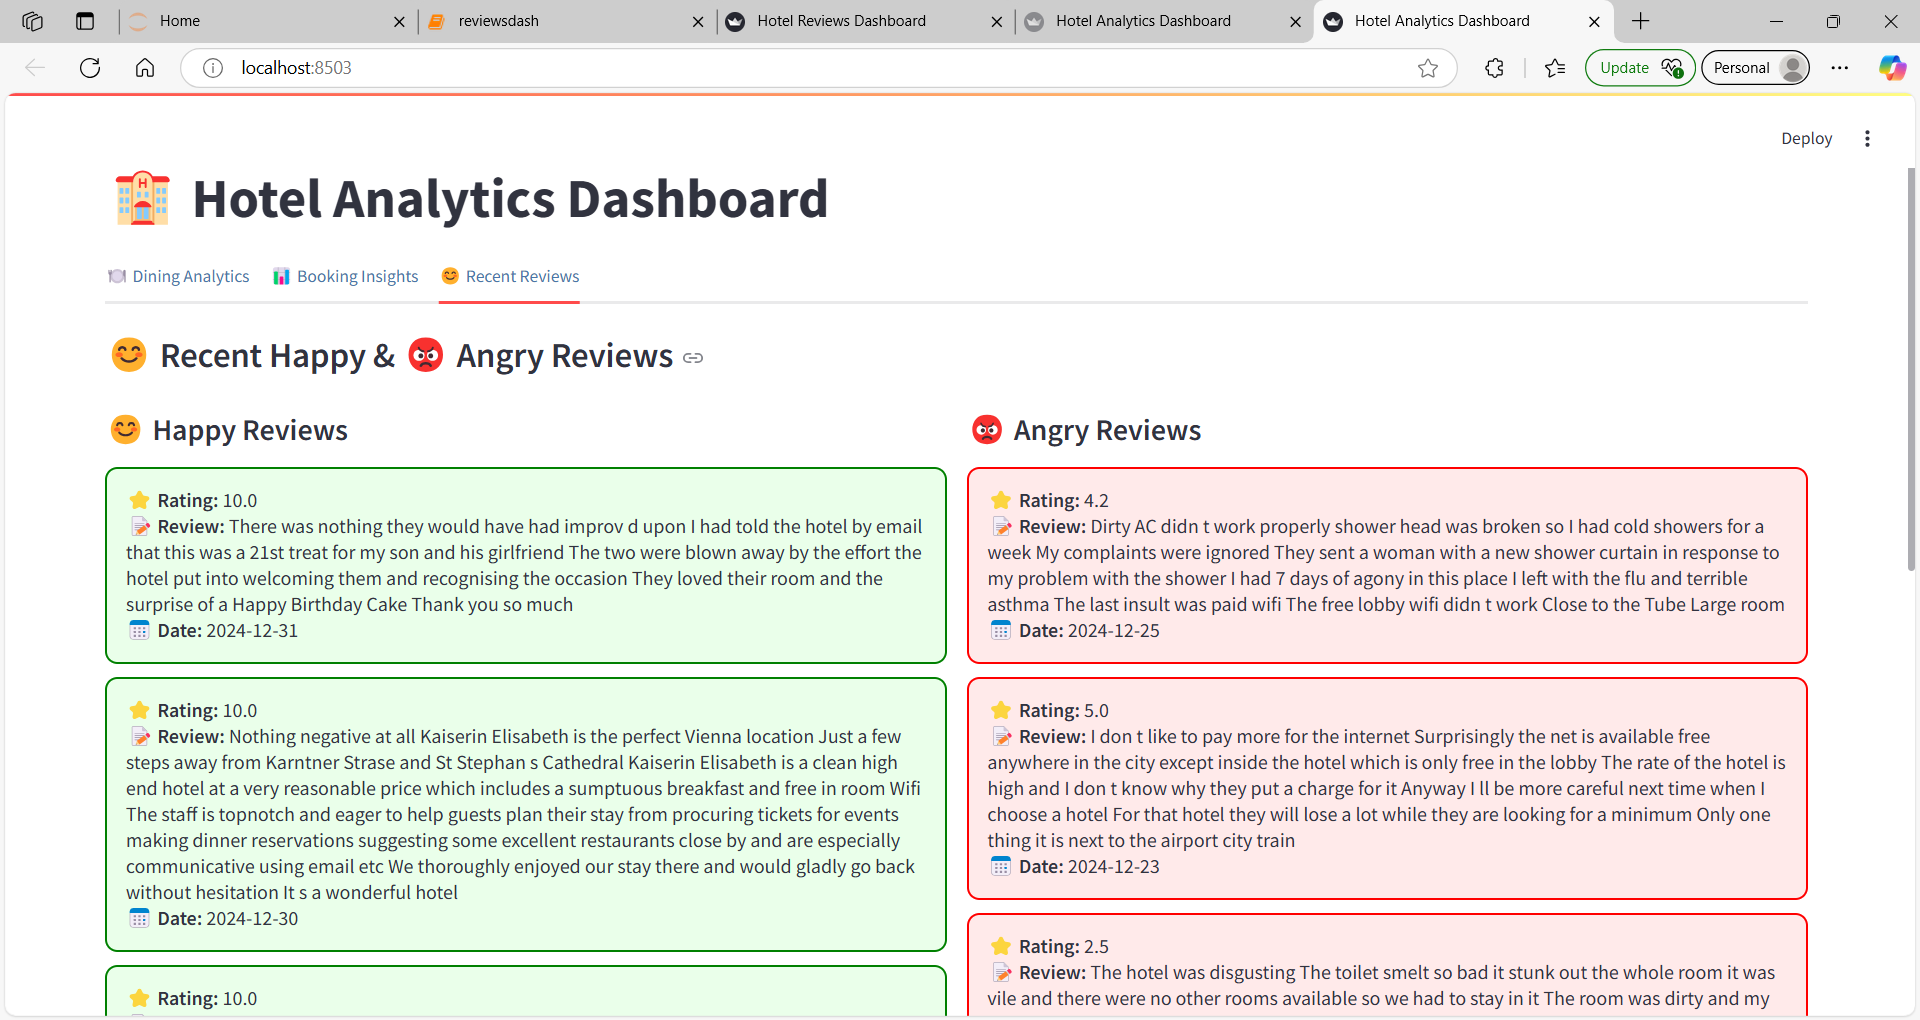 Home
reviewsdash
Hotel Reviews Dashboard
Hotel Analytics Dashboard
Hotel Analytics Dashboard
localhost:8503
Update
Personal
Deploy
H
Hotel Analytics Dashboard
Dining Analytics
Booking Insights
Recent Reviews
Recent Happy & Angry Reviews
Happy Reviews
Rating: 10.0
Review: There was nothing they would have had improv d upon I had told the hotel by email
that this was a 21st treat for my son and his girlfriend The two were blown away by the effort the
hotel put into welcoming them and recognising the occasion They loved their room and the
surprise of a Happy Birthday Cake Thank you so much
Date: 2024-12-31
Rating: 10.0
Review: Nothing negative at all Kaiserin Elisabeth is the perfect Vienna location Just a few
steps away from Karntner Strase and St Stephan s Cathedral Kaiserin Elisabeth is a clean high
end hotel at a very reasonable price which includes a sumptuous breakfast and free in room Wifi
The staff is topnotch and eager to help guests plan their stay from procuring tickets for events
making dinner reservations suggesting some excellent restaurants close by and are especially
communicative using email etc We thoroughly enjoyed our stay there and would gladly go back
without hesitation It s a wonderful hotel
Date: 2024-12-30
Rating: 10.0
Angry Reviews
Rating: 4.2
Review: Dirty AC didn t work properly shower head was broken so I had cold showers for a
week My complaints were ignored They sent a woman with a new shower curtain in response to
my problem with the shower I had 7 days of agony in this place I left with the flu and terrible
asthma The last insult was paid wifi The free lobby wifi didn t work Close to the Tube Large room
Date: 2024-12-25
Rating: 5.0
Review: I don t like to pay more for the internet Surprisingly the net is available free
anywhere in the city except inside the hotel which is only free in the lobby The rate of the hotel is
high and I don t know why they put a charge for it Anyway I ll be more careful next time when I
choose a hotel For that hotel they will lose a lot while they are looking for a minimum Only one
thing it is next to the airport city train
Date: 2024-12-23
Rating: 2.5
Review: The hotel was disgusting The toilet smelt so bad it stunk out the whole room it was
vile and there were no other rooms available so we had to stay in it The room was dirty and my